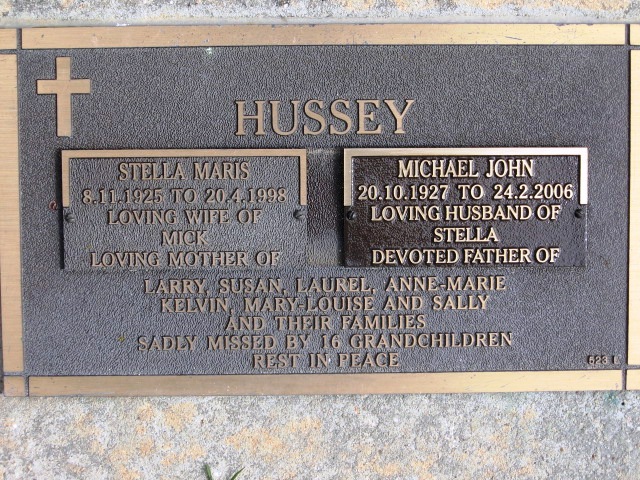 HUSSEY
STELLA MARIS
8.11.1925 TO 20.4.1998
LOVING WIFE OF
MICK
LOVING MOTHER OF
MICHAEL JOHN
20.10.1927 TO 24.2.2006
LOVING HUSBAND OF
STELLA
DEVOTED FATHER OF
LARRY, SUSAN, LAUREL, ANNE-MARIE
KELVIN, MARY-LOUISE AND SALLY
AND THEIR FAMILIES
SADLY MISSED BY 16 GRANDCHILDREN
REST IN PEACE
623 L